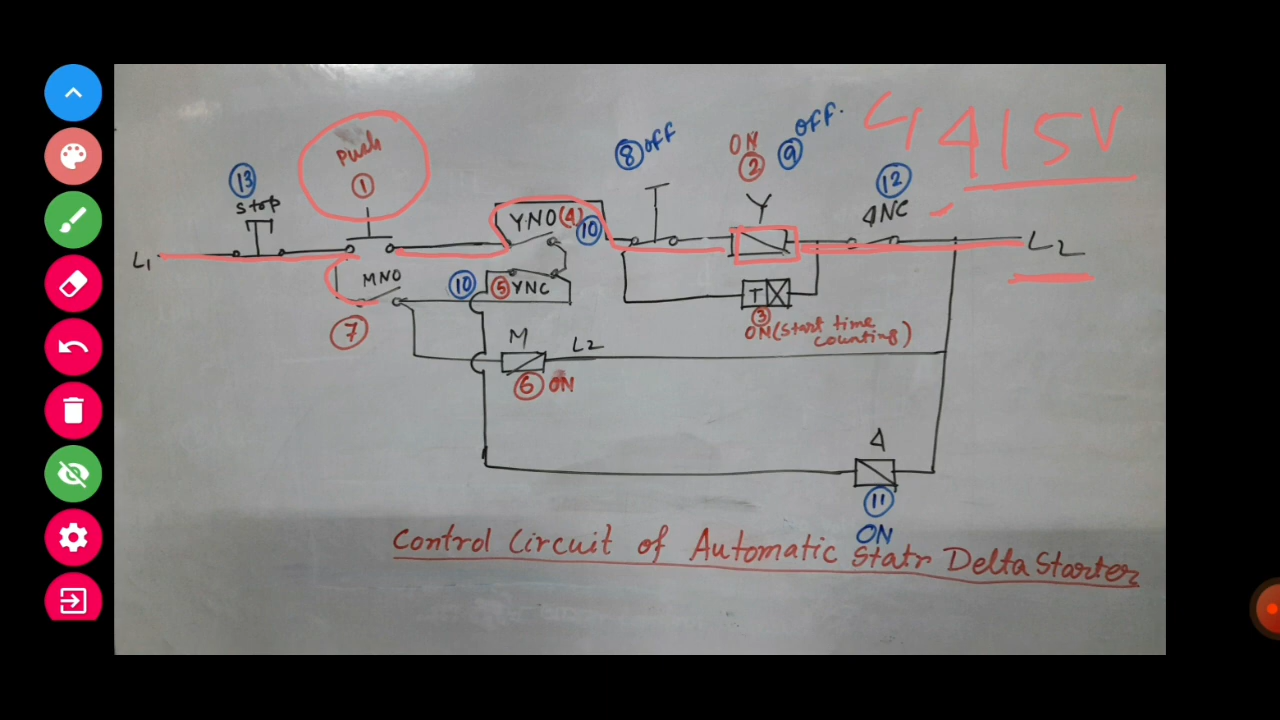 415V
off.
off
ON
8
2
9
Push
1
13
Stop
12
ΔNC
Y
YNO(4)
10
L1
L2
MNO
10
5
YNC
T
3
ON(start time
counting)
7
M
L2
6
ON
Δ
11
ON
Control Circuit of Automatic Statr Delta Starter